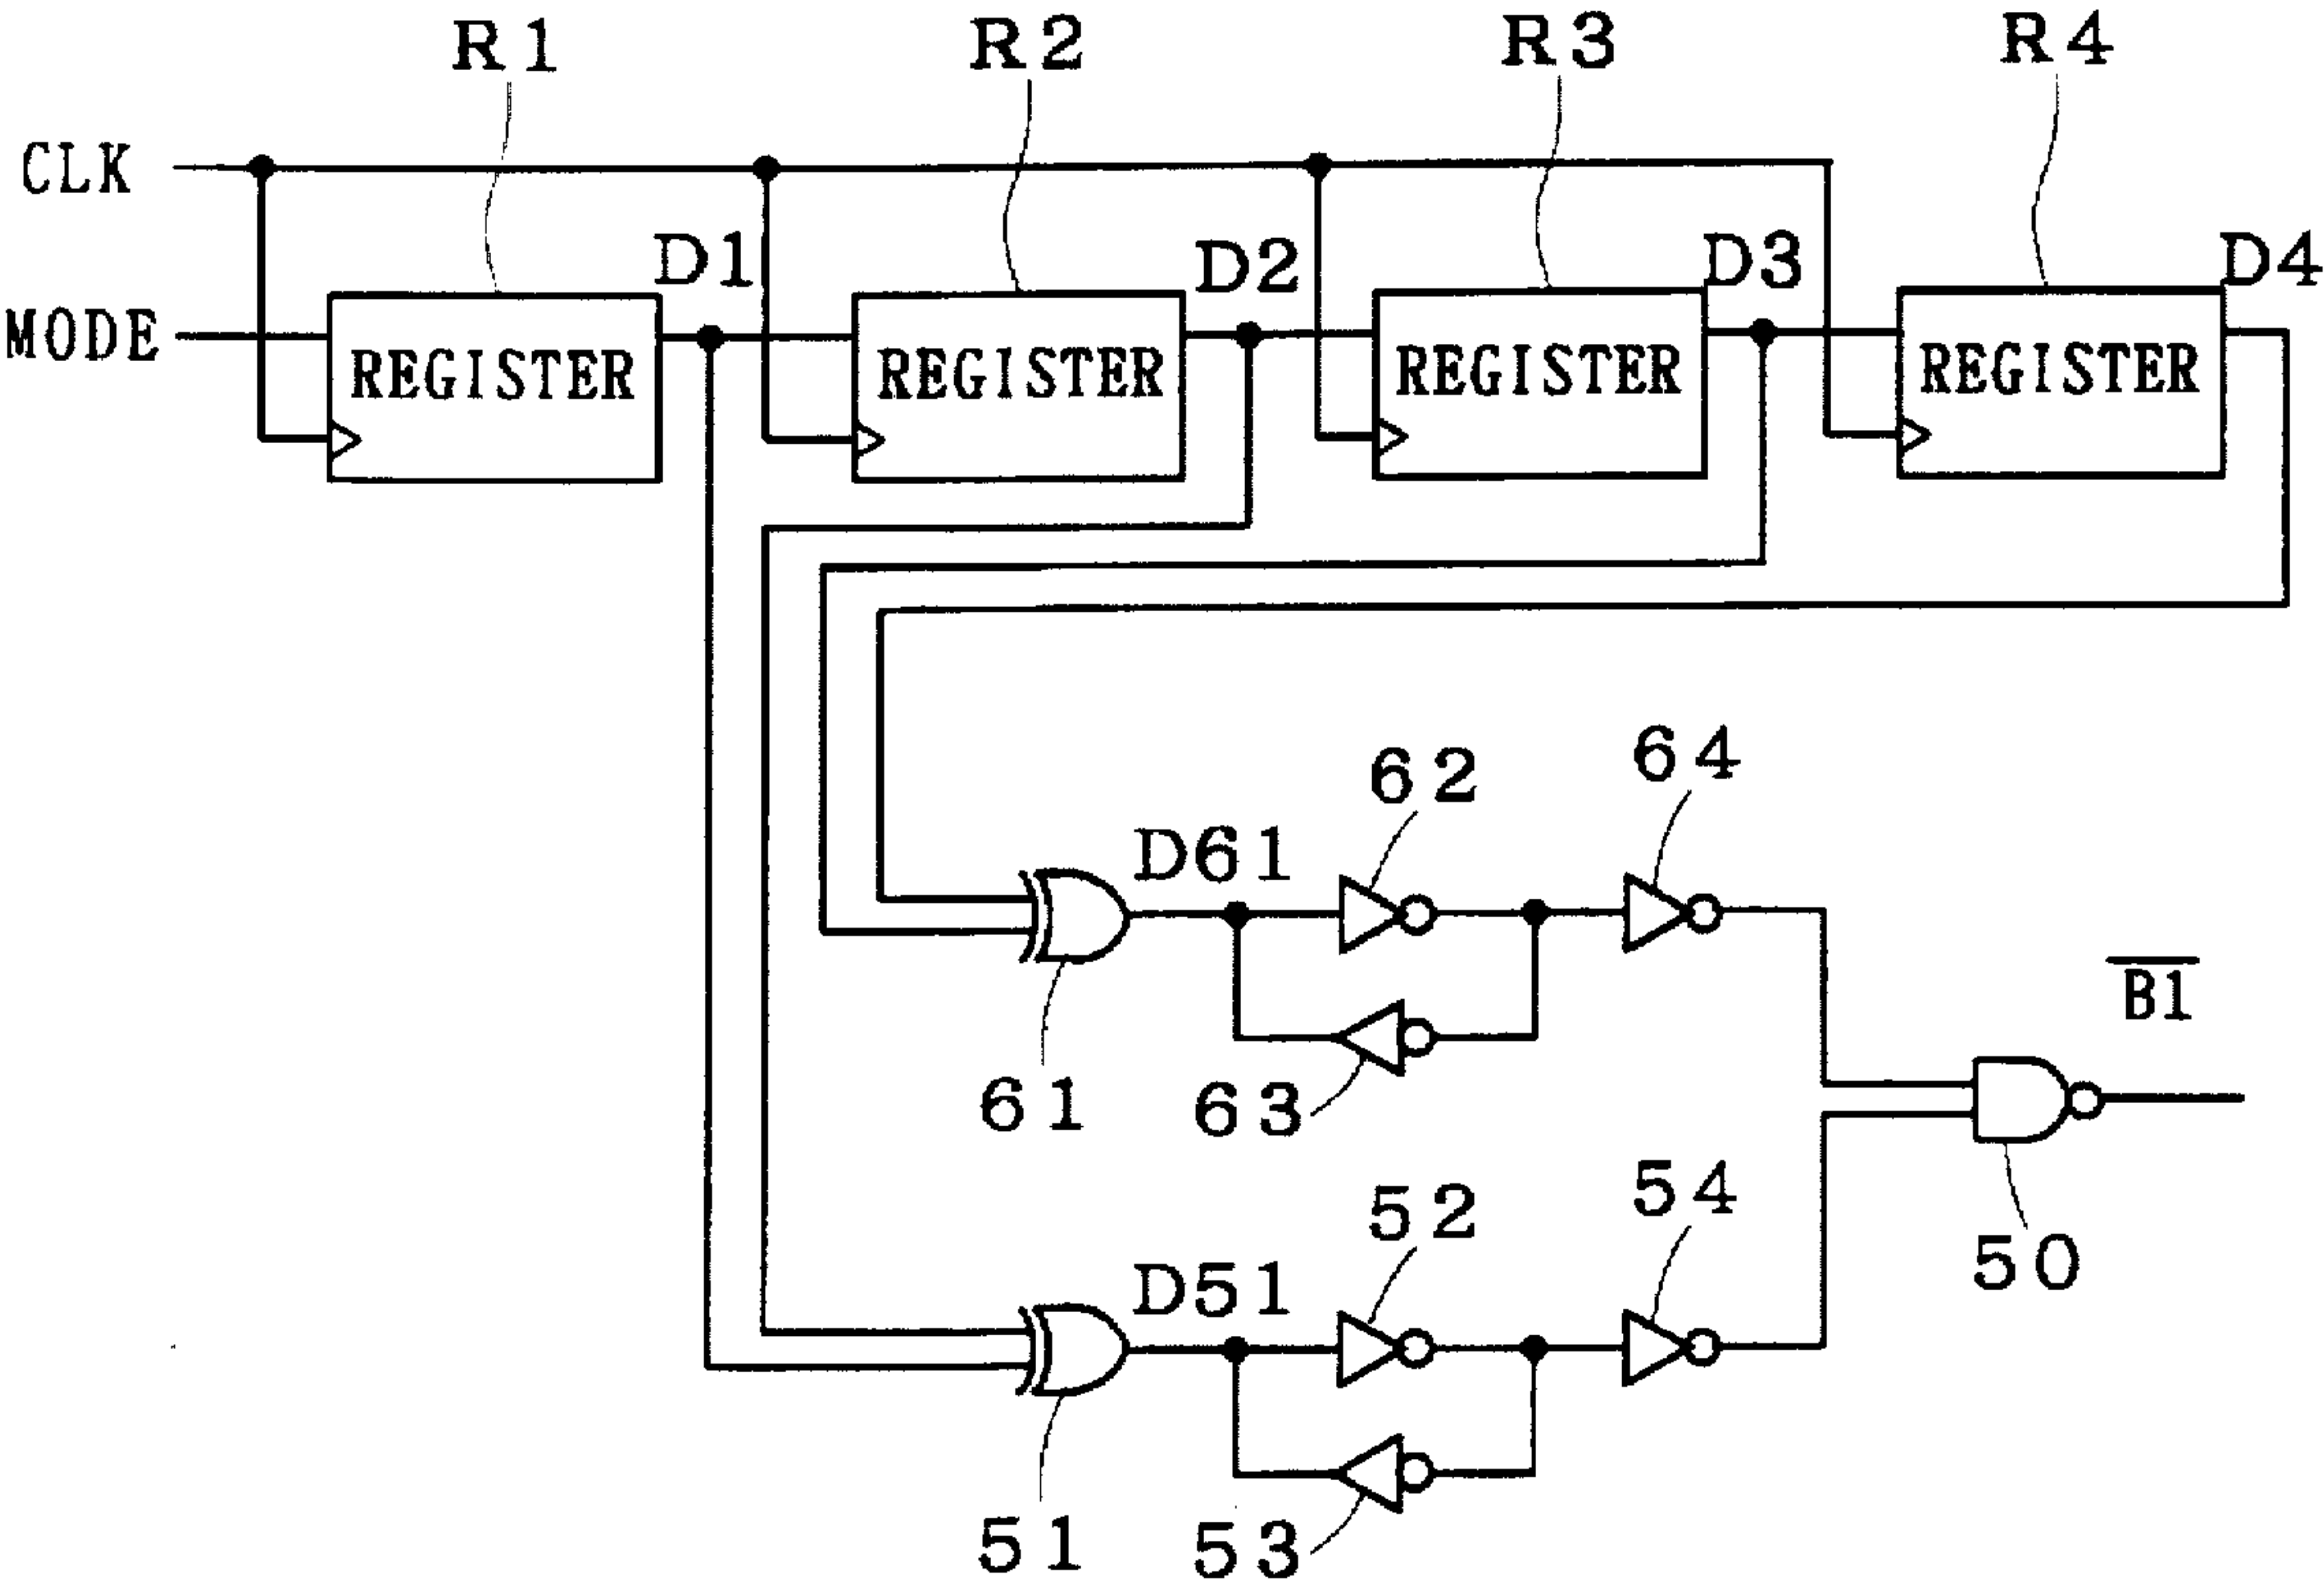 R1 R2 R3 R4
CLK
D1 D2 D3 D4
MODE
REGISTER REGISTER REGISTER REGISTER
62 64
D61
B1
61 63
52 54
50
D51
51 53